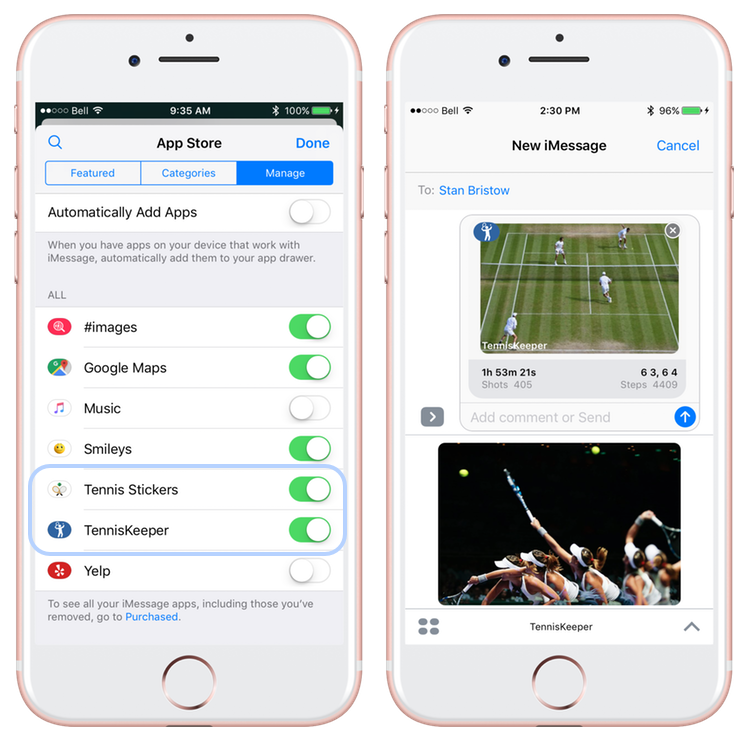 ●●○○○ Bell 9:35 AM 100%
App Store Done
Featured Categories Manage
Automatically Add Apps
When you have apps on your device that work with
iMessage, automatically add them to your app drawer.
ALL
#images
Google Maps
Music
Smileys
Tennis Stickers
TennisKeeper
Yelp
To see all your iMessage apps, including those you've
removed, go to Purchased.
●●○○○ Bell 2:30 PM 96%
New iMessage Cancel
To: Stan Bristow
TennisKeeper
1h 53m 21s 6 3, 6 4
Shots 405 Steps 4409
Add comment or Send
TennisKeeper